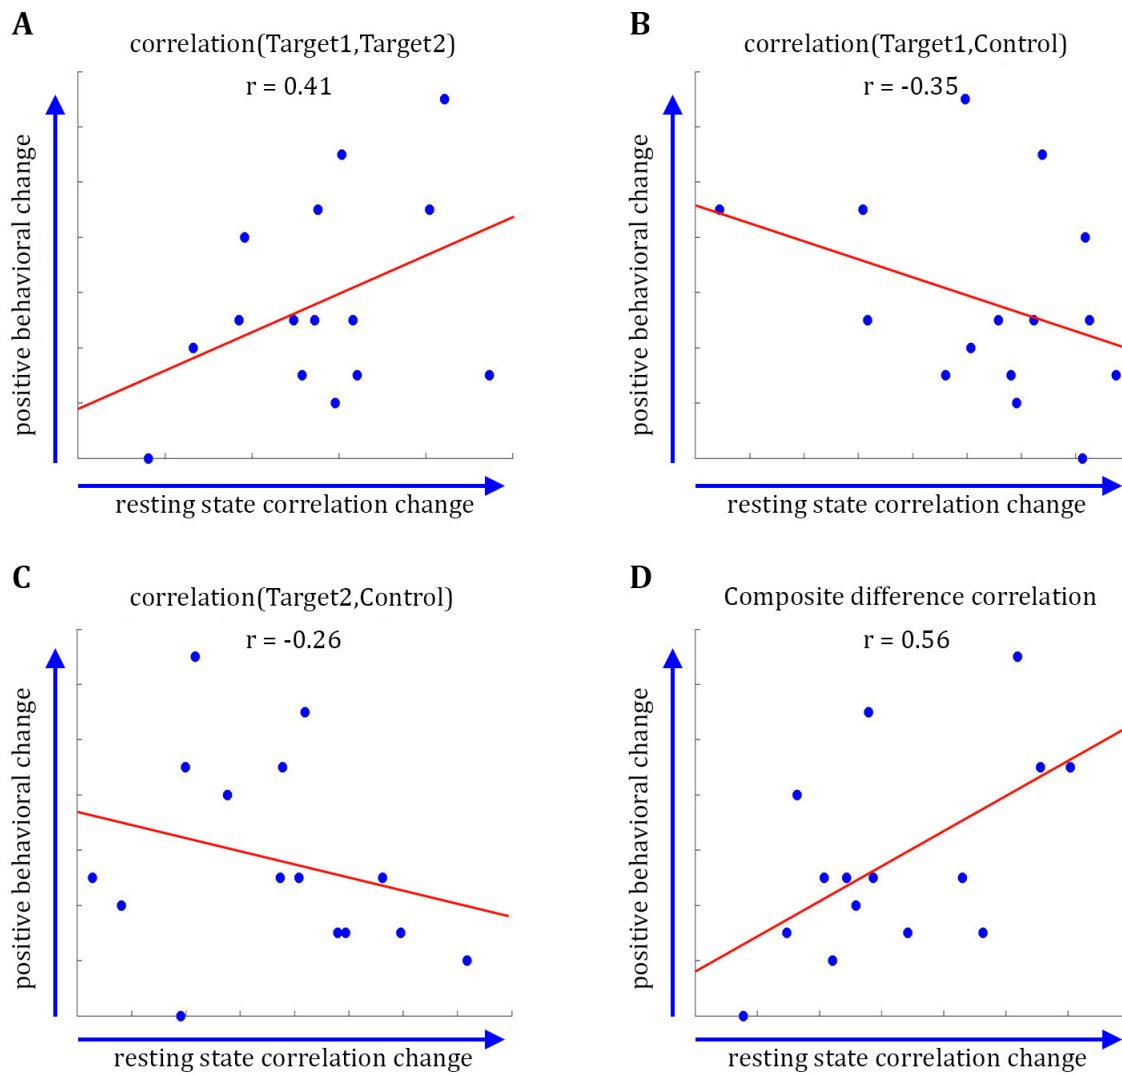 A
correlation(Target1,Target2)
r = 0.41
positive behavioral change
resting state correlation change
B
correlation(Target1,Control)
r = -0.35
positive behavioral change
resting state correlation change
C
correlation(Target2,Control)
r = -0.26
positive behavioral change
resting state correlation change
D
Composite difference correlation
r = 0.56
positive behavioral change
resting state correlation change